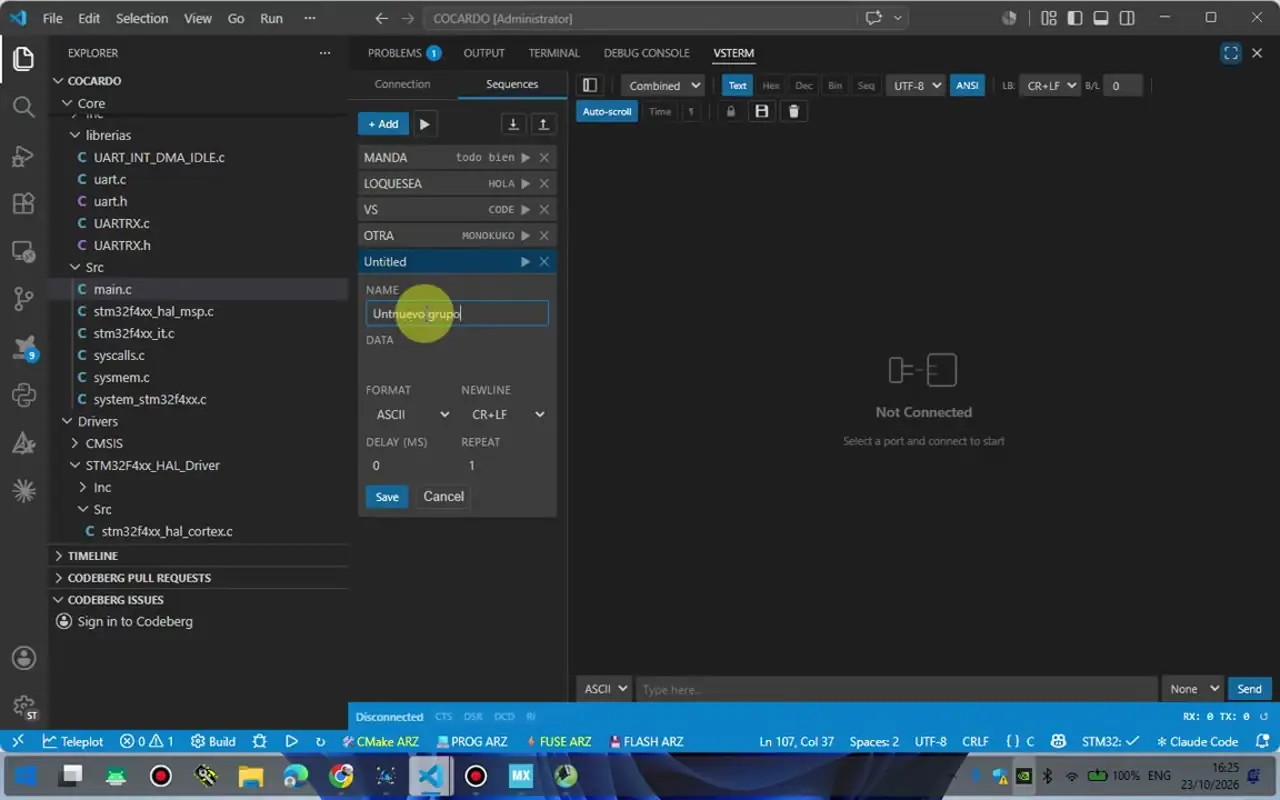 File Edit Selection View Go Run ···
COCARDO [Administrator]
EXPLORER
COCARDO
Core
Inc
librerias
C UART_INT_DMA_IDLE.c
C uart.c
C uart.h
C UARTRX.c
C UARTRX.h
Src
C main.c
C stm32f4xx_hal_msp.c
C stm32f4xx_it.c
C syscalls.c
C sysmem.c
C system_stm32f4xx.c
Drivers
CMSIS
STM32F4xx_HAL_Driver
Inc
Src
C stm32f4xx_hal_cortex.c
TIMELINE
CODEBERG PULL REQUESTS
CODEBERG ISSUES
Sign in to Codeberg
9
ST
PROBLEMS 1 OUTPUT TERMINAL DEBUG CONSOLE VSTERM
Connection Sequences
+ Add
MANDA todo bien
LOQUESEA HOLA
VS CODE
OTRA MONOKUKO
Untitled
NAME
Untnuevo grupo
DATA
FORMAT NEWLINE
ASCII CR+LF
DELAY (MS) REPEAT
0 1
Save Cancel
Combined Text Hex Dec Bin Seq UTF-8 ANSI LB: CR+LF B/L 0
Auto-scroll Time ¶
Not Connected
Select a port and connect to start
ASCII Type here... None Send
Disconnected CTS DSR DCD RI RX: 0 TX: 0
Teleplot 0 1 Build CMake ARZ PROG ARZ FUSE ARZ FLASH ARZ Ln 107, Col 37 Spaces: 2 UTF-8 CRLF { } C STM32: ✓ Claude Code
MX 100% ENG 16:25
23/10/2026